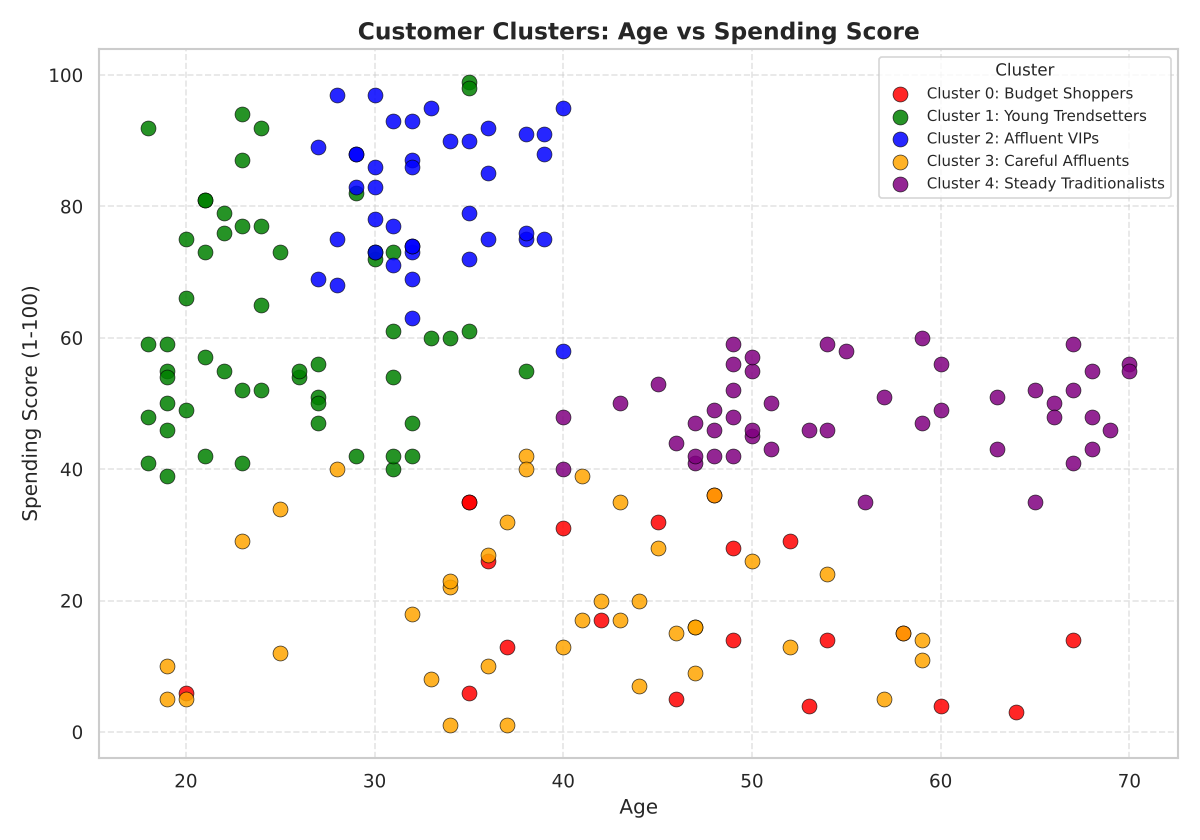 Customer Clusters: Age vs Spending Score
Cluster
Cluster 0: Budget Shoppers
Cluster 1: Young Trendsetters
Cluster 2: Affluent VIPs
Cluster 3: Careful Affluents
Cluster 4: Steady Traditionalists
Spending Score (1-100)
100
80
60
40
20
0
20 30 40 50 60 70
Age